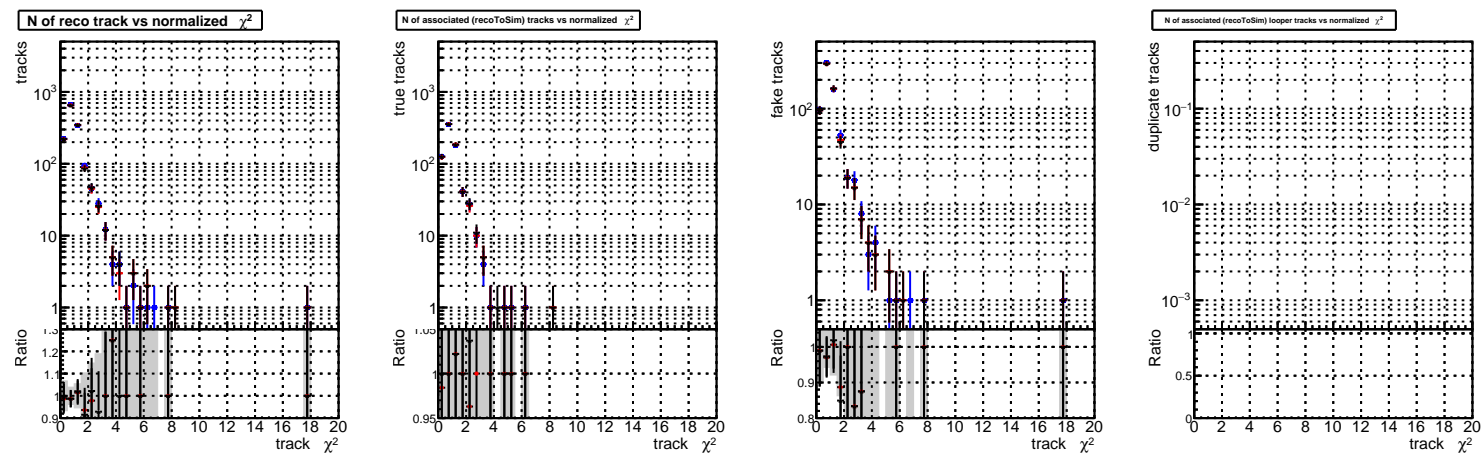 N of reco track vs normalized χ²
tracks
10³
10²
10
1
Ratio
1.3
1.2
1.1
1.0
0.9
0 2 4 6 8 10 12 14 16 18 20
track χ²
N of associated (recoToSim) tracks vs normalized χ²
true tracks
10³
10²
10
1
Ratio
1.05
1
0.95
0 2 4 6 8 10 12 14 16 18 20
track χ²
fake tracks
10²
10
1
Ratio
1
0.9
0.8
0 2 4 6 8 10 12 14 16 18 20
track χ²
N of associated (recoToSim) looper tracks vs normalized χ²
duplicate tracks
10⁻¹
10⁻²
10⁻³
Ratio
1
0.5
0
0 2 4 6 8 10 12 14 16 18 20
track χ²